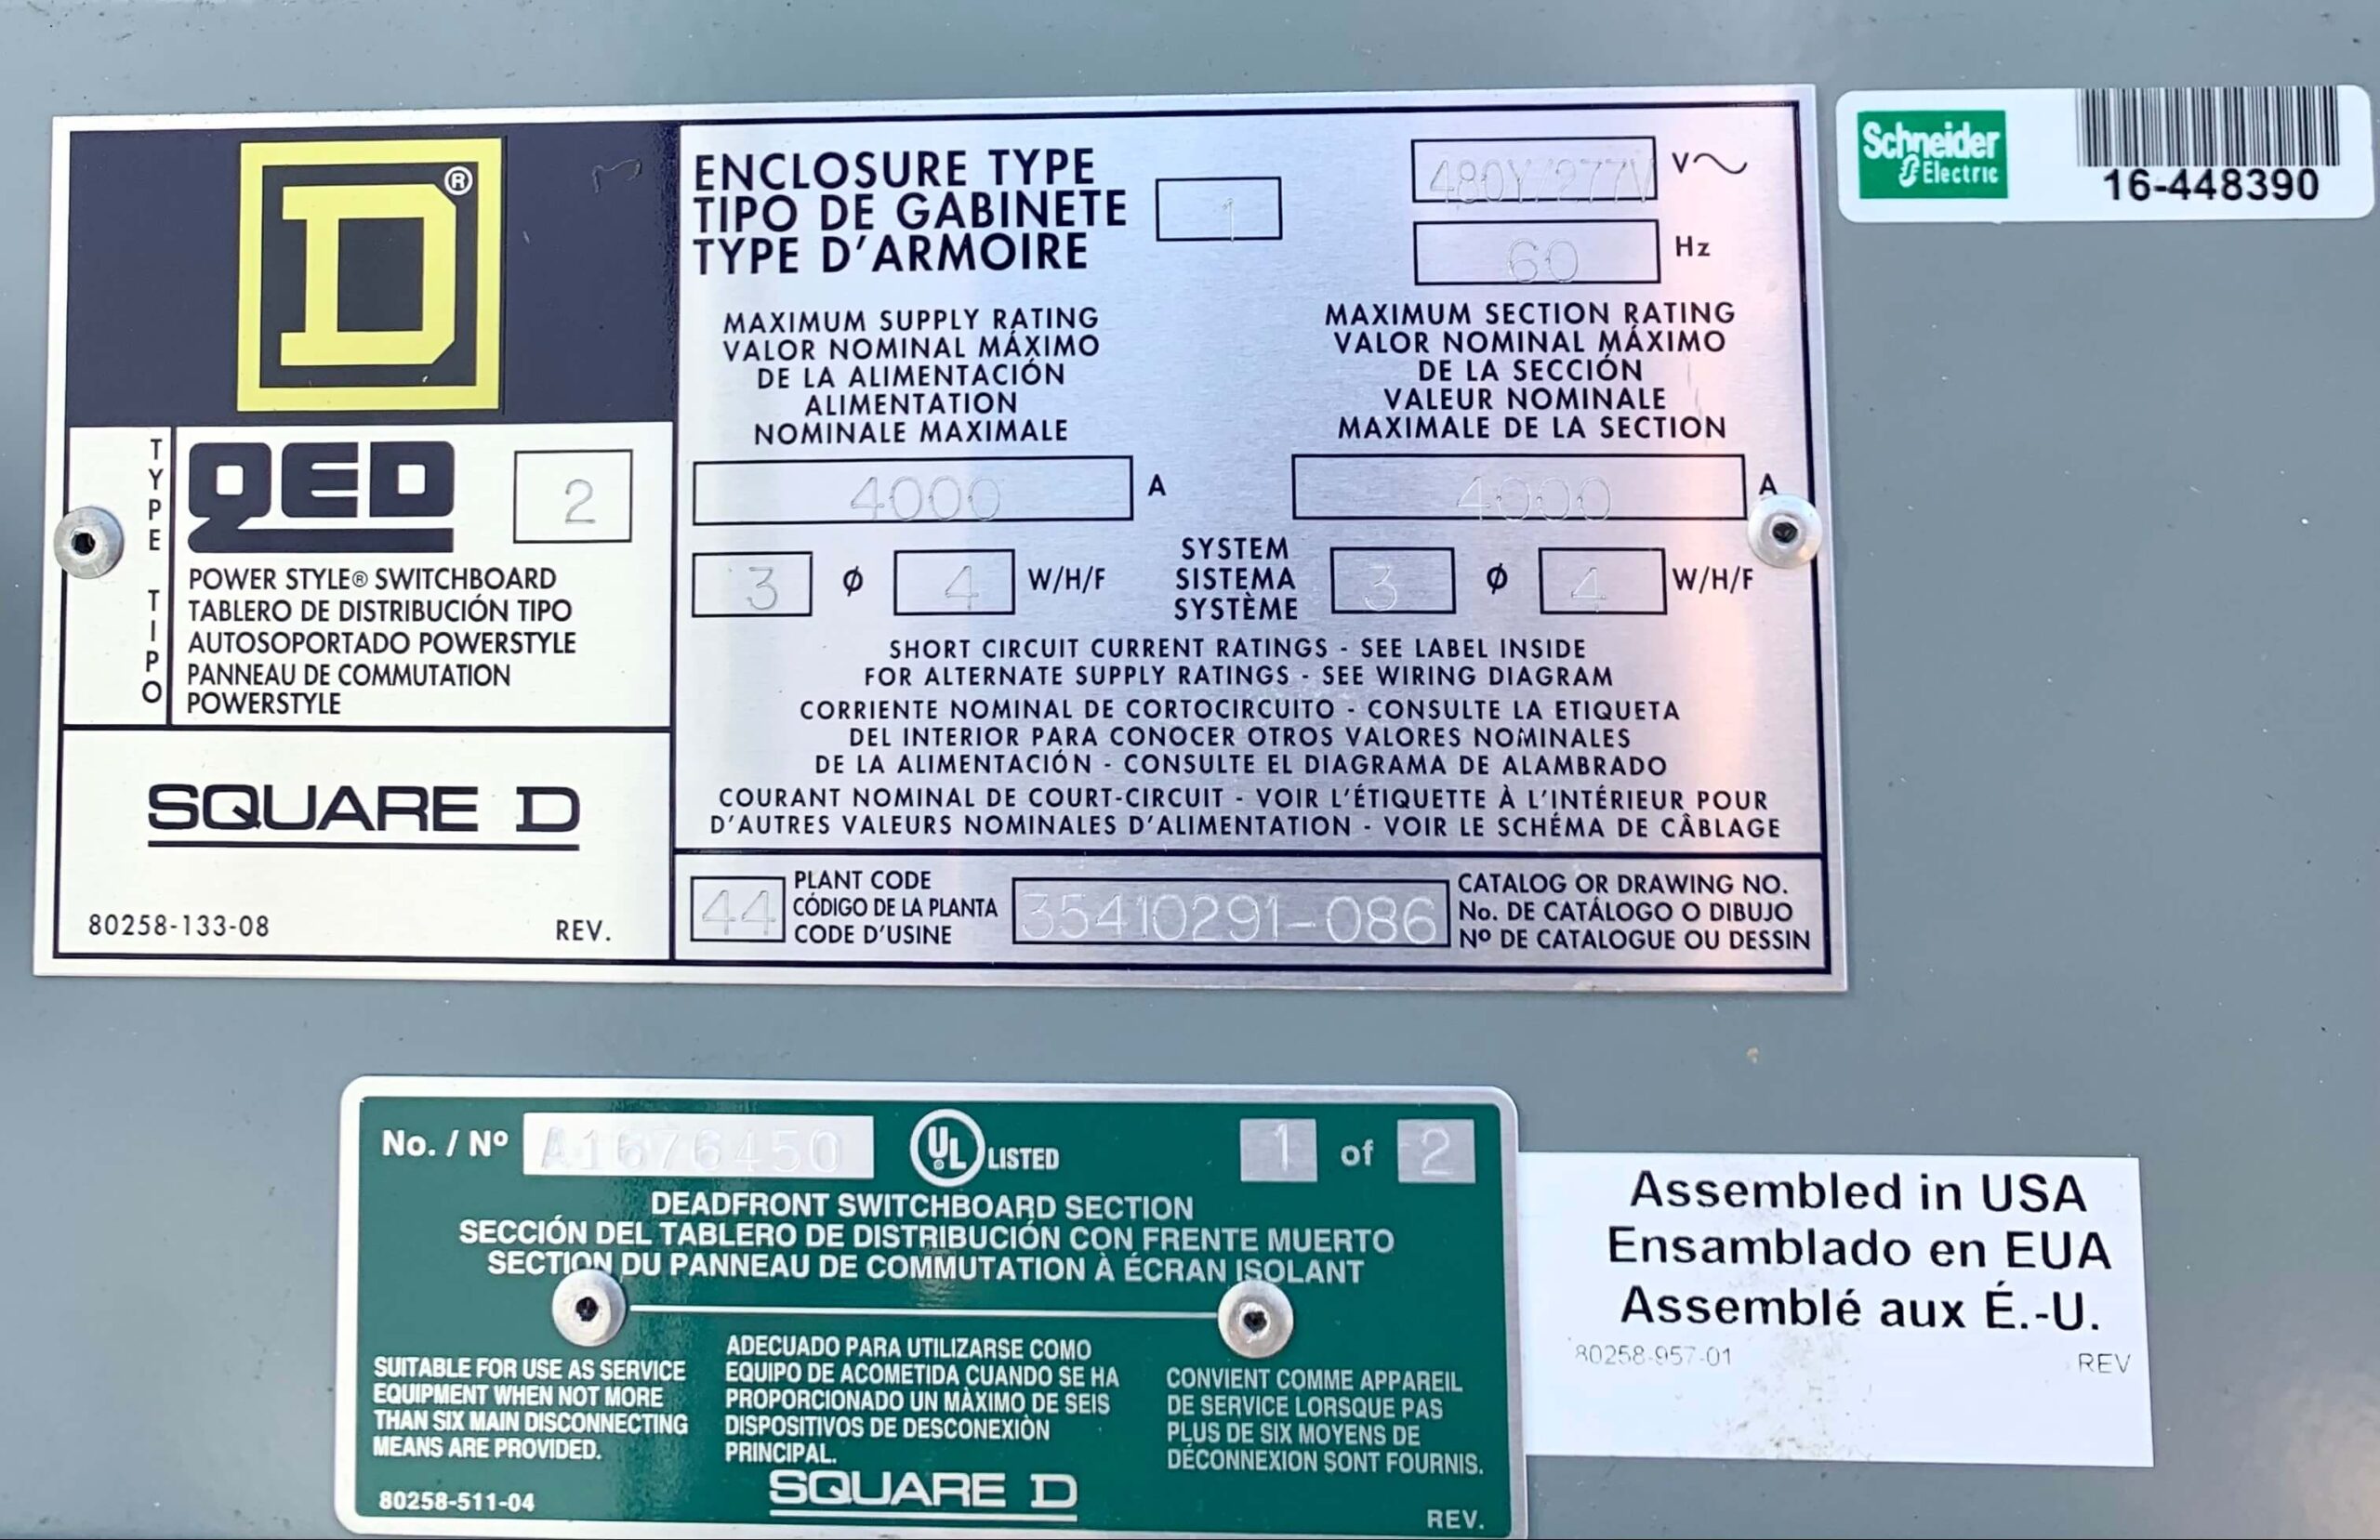 D®
TYPE TIPO
QED 2
POWER STYLE® SWITCHBOARD
TABLERO DE DISTRIBUCIÓN TIPO
AUTOSOPORTADO POWERSTYLE
PANNEAU DE COMMUTATION
POWERSTYLE
SQUARE D
80258-133-08 REV.
ENCLOSURE TYPE
TIPO DE GABINETE
TYPE D'ARMOIRE
1
480Y/277V V~
60 Hz
MAXIMUM SUPPLY RATING
VALOR NOMINAL MÁXIMO
DE LA ALIMENTACIÓN
ALIMENTATION
NOMINALE MAXIMALE
4000 A
MAXIMUM SECTION RATING
VALOR NOMINAL MÁXIMO
DE LA SECCIÓN
VALEUR NOMINALE
MAXIMALE DE LA SECTION
4000 A
3 Ø 4 W/H/F
SYSTEM
SISTEMA
SYSTÈME
3 Ø 4 W/H/F
SHORT CIRCUIT CURRENT RATINGS - SEE LABEL INSIDE
FOR ALTERNATE SUPPLY RATINGS - SEE WIRING DIAGRAM
CORRIENTE NOMINAL DE CORTOCIRCUITO - CONSULTE LA ETIQUETA
DEL INTERIOR PARA CONOCER OTROS VALORES NOMINALES
DE LA ALIMENTACIÓN - CONSULTE EL DIAGRAMA DE ALAMBRADO
COURANT NOMINAL DE COURT-CIRCUIT - VOIR L'ÉTIQUETTE À L'INTÉRIEUR POUR
D'AUTRES VALEURS NOMINALES D'ALIMENTATION - VOIR LE SCHÉMA DE CÂBLAGE
44
PLANT CODE
CÓDIGO DE LA PLANTA
CODE D'USINE
35410291-086
CATALOG OR DRAWING NO.
No. DE CATÁLOGO O DIBUJO
Nº DE CATALOGUE OU DESSIN
Schneider
Electric
16-448390
No. / Nº A1676450 UL LISTED 1 of 2
DEADFRONT SWITCHBOARD SECTION
SECCIÓN DEL TABLERO DE DISTRIBUCIÓN CON FRENTE MUERTO
SECTION DU PANNEAU DE COMMUTATION À ÉCRAN ISOLANT
SUITABLE FOR USE AS SERVICE
EQUIPMENT WHEN NOT MORE
THAN SIX MAIN DISCONNECTING
MEANS ARE PROVIDED.
ADECUADO PARA UTILIZARSE COMO
EQUIPO DE ACOMETIDA CUANDO SE HA
PROPORCIONADO UN MÀXIMO DE SEIS
DISPOSITIVOS DE DESCONEXIÒN
PRINCIPAL.
CONVIENT COMME APPAREIL
DE SERVICE LORSQUE PAS
PLUS DE SIX MOYENS DE
DÉCONNEXION SONT FOURNIS.
80258-511-04
SQUARE D
REV.
Assembled in USA
Ensamblado en EUA
Assemblé aux É.-U.
80258-957-01 REV